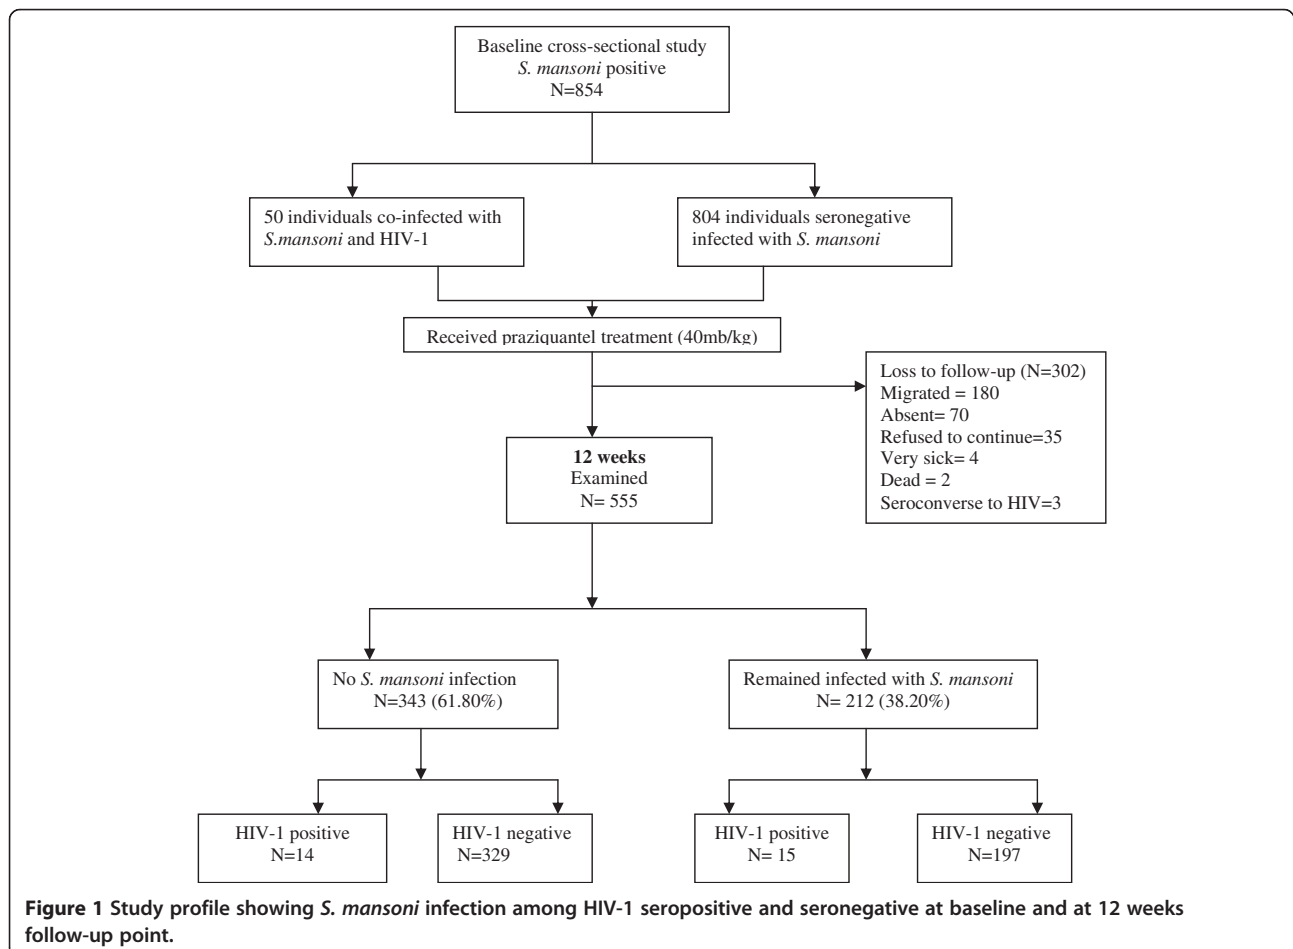 Baseline cross-sectional study
S. mansoni positive
N=854
50 individuals co-infected with
S.mansoni and HIV-1
804 individuals seronegative
infected with S. mansoni
Received praziquantel treatment (40mb/kg)
Loss to follow-up (N=302)
Migrated = 180
Absent= 70
Refused to continue=35
Very sick= 4
Dead = 2
Seroconverse to HIV=3
12 weeks
Examined
N= 555
No S. mansoni infection
N=343 (61.80%)
Remained infected with S. mansoni
N= 212 (38.20%)
HIV-1 positive
N=14
HIV-1 negative
N=329
HIV-1 positive
N= 15
HIV-1 negative
N=197
Figure 1 Study profile showing S. mansoni infection among HIV-1 seropositive and seronegative at baseline and at 12 weeks
follow-up point.